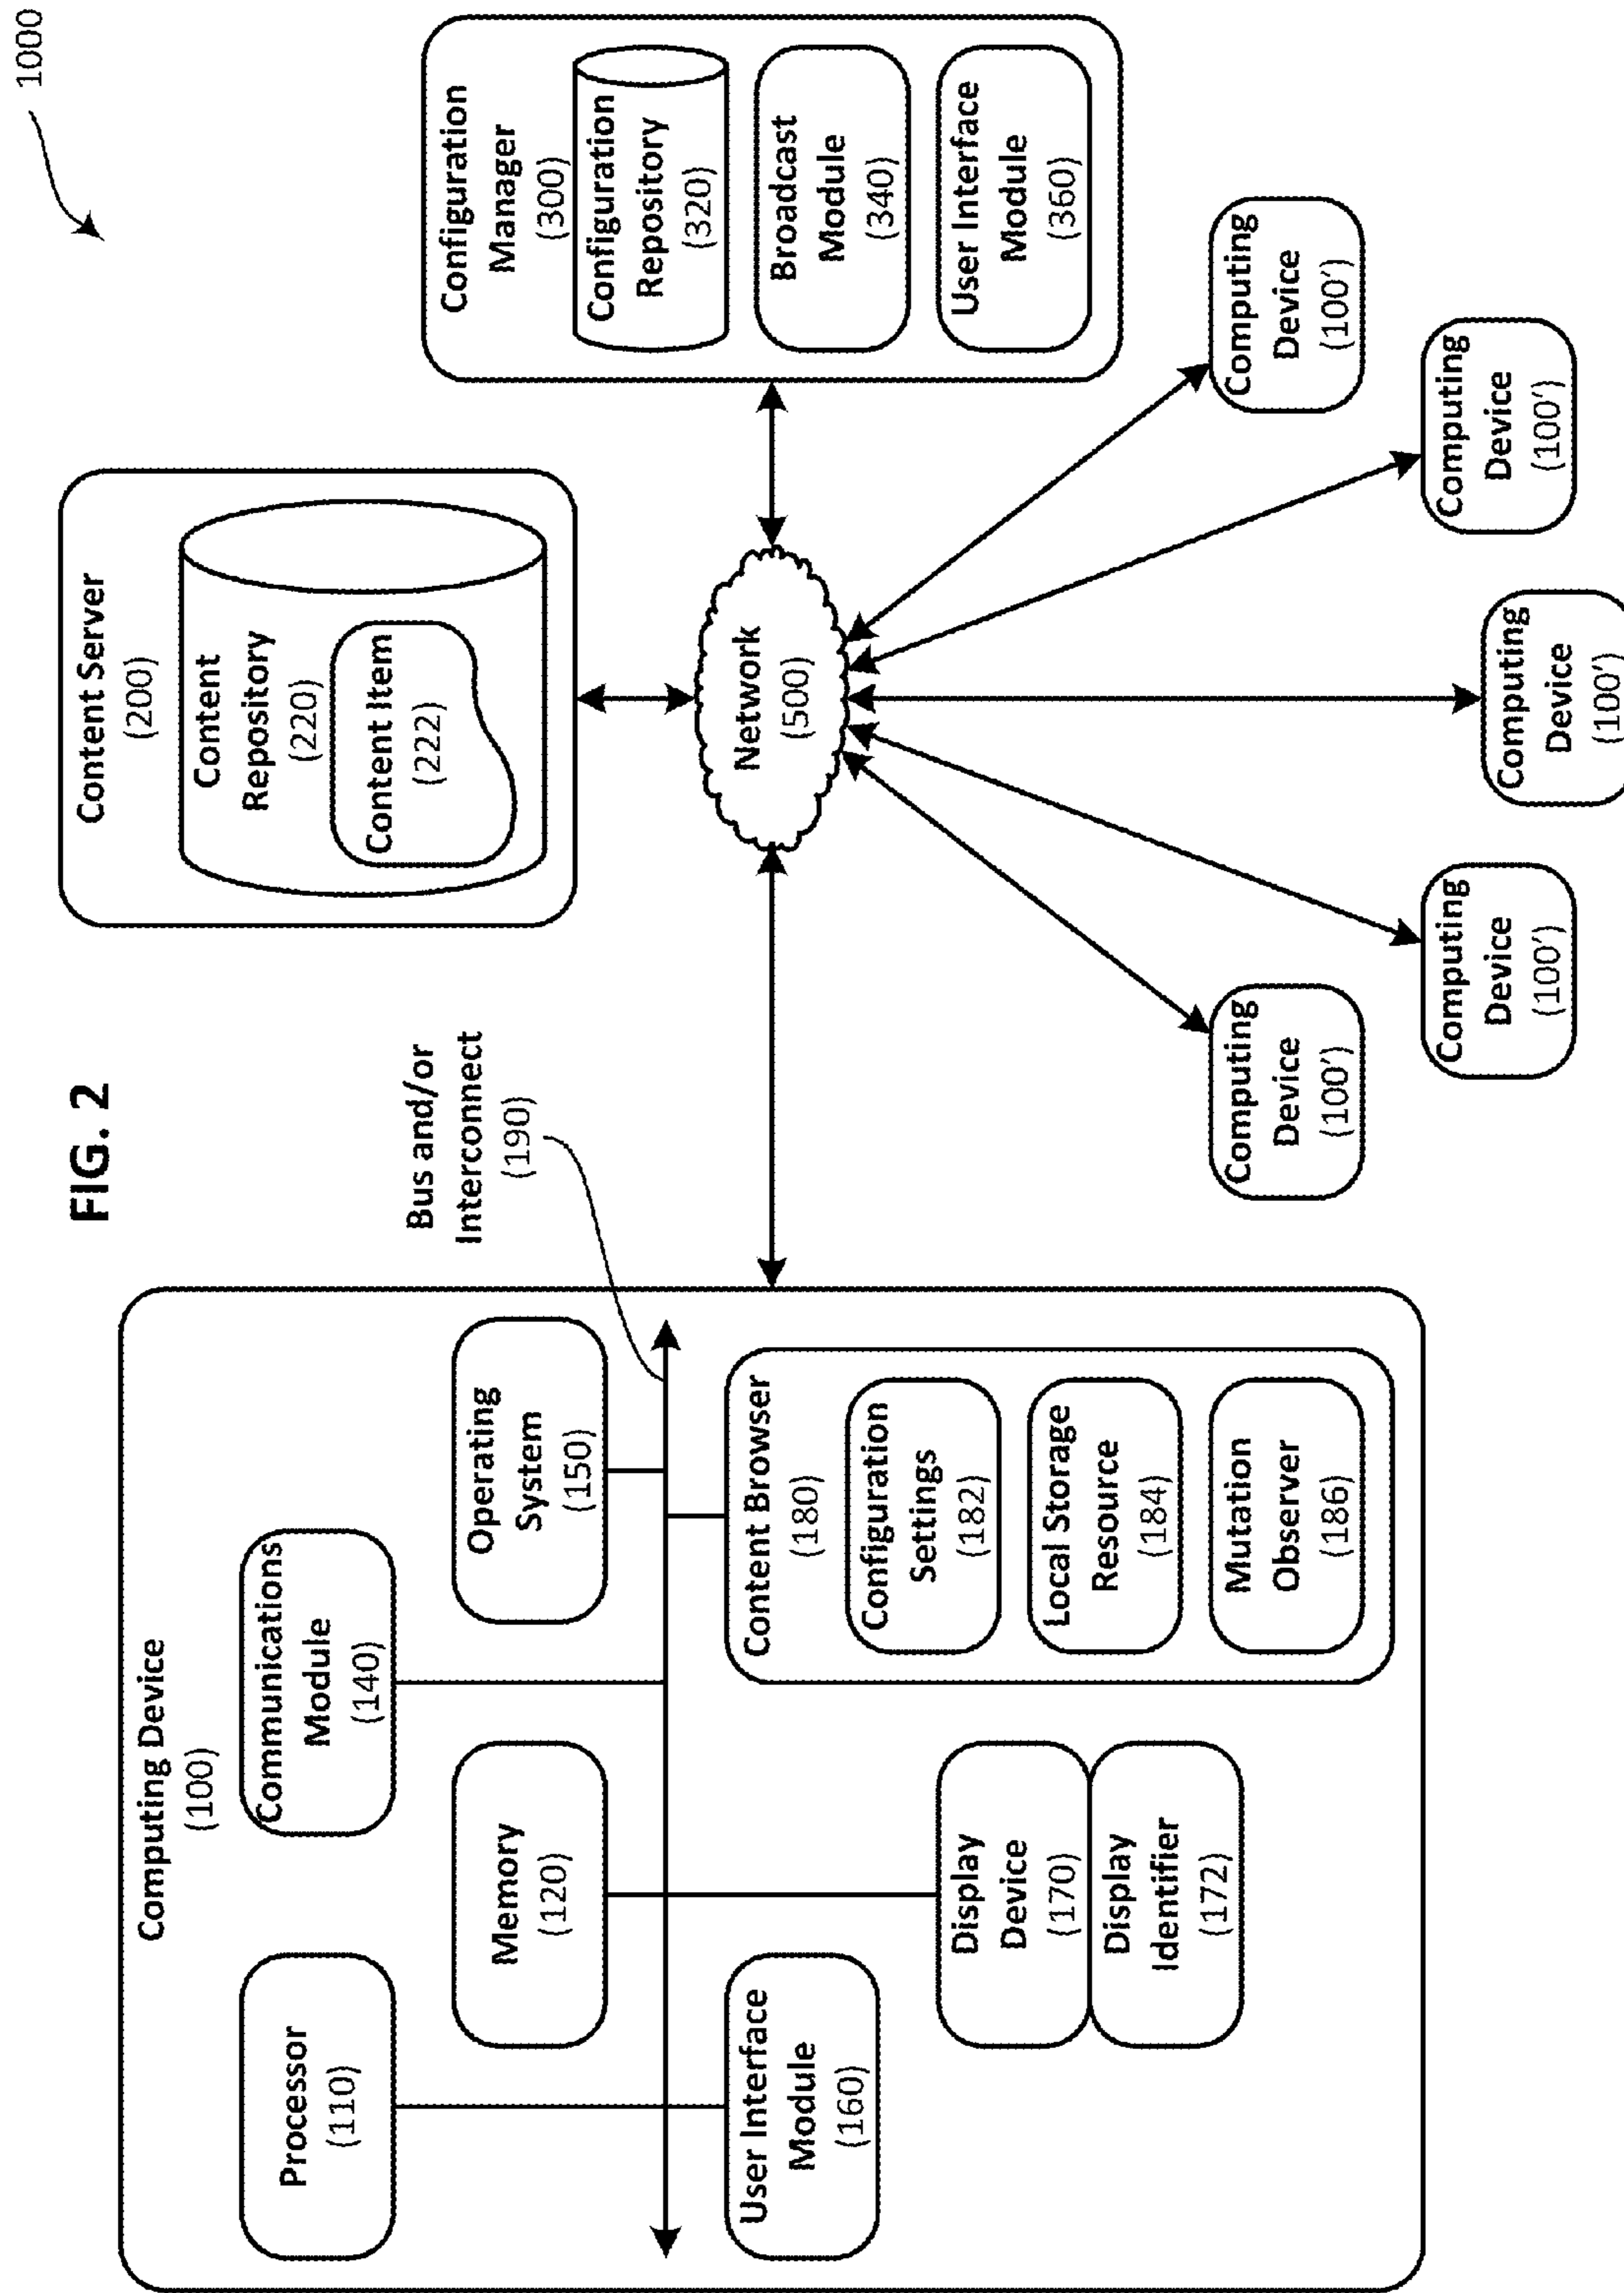 FIG. 2
1000
Computing Device
(100)
Processor
(110)
Communications
Module
(140)
Memory
(120)
Operating
System
(150)
Bus and/or
Interconnect
(190)
User Interface
Module
(160)
Display
Device
(170)
Display
Identifier
(172)
Content Browser
(180)
Configuration
Settings
(182)
Local Storage
Resource
(184)
Mutation
Observer
(186)
Content Server
(200)
Content
Repository
(220)
Content Item
(222)
Network
(500)
Configuration
Manager
(300)
Configuration
Repository
(320)
Broadcast
Module
(340)
User Interface
Module
(360)
Computing
Device
(100')
Computing
Device
(100')
Computing
Device
(100')
Computing
Device
(100')
Computing
Device
(100')